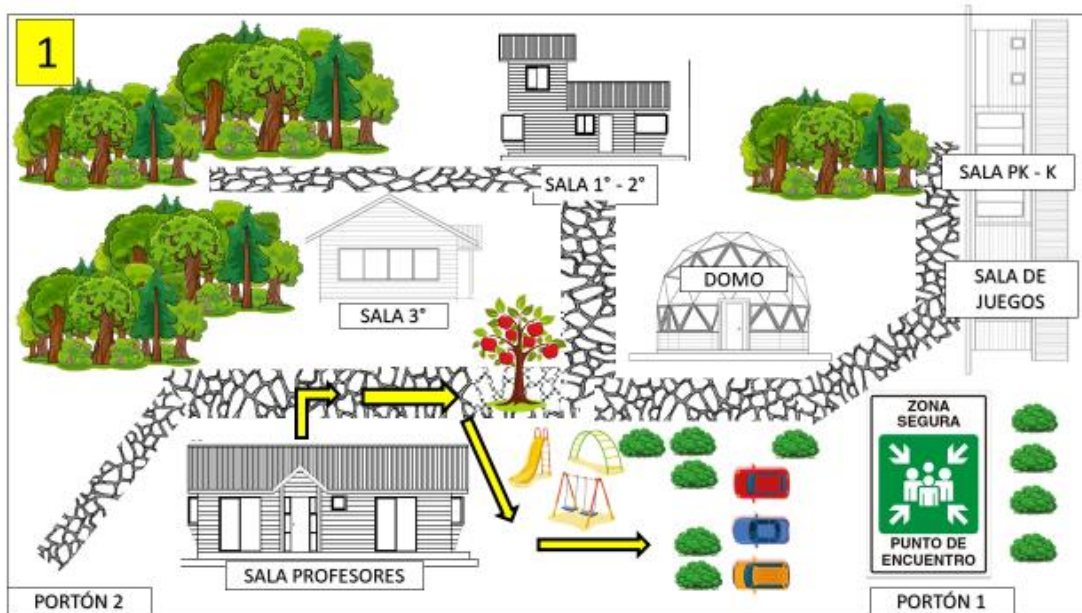 1
SALA 1° - 2°
SALA PK - K
SALA 3°
DOMO
SALA DE
JUEGOS
ZONA
SEGURA
PUNTO DE
ENCUENTRO
SALA PROFESORES
PORTÓN 2
PORTÓN 1